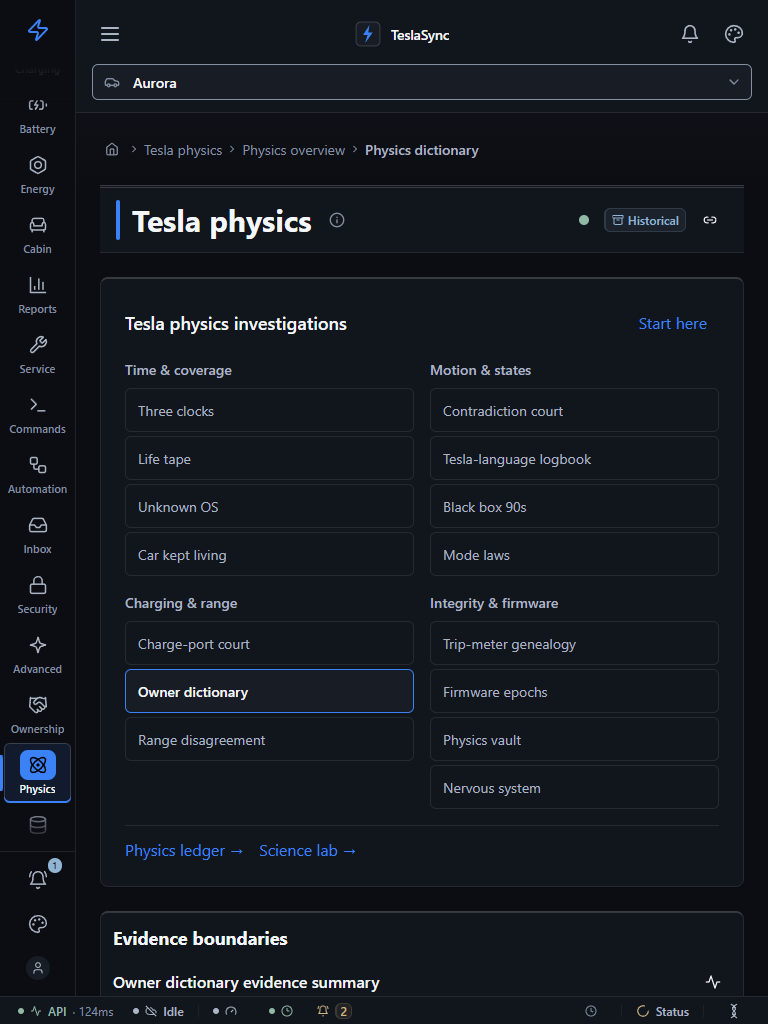 TeslaSync
Aurora
Charging
Battery
Energy
Cabin
Reports
Service
Commands
Automation
Inbox
Security
Advanced
Ownership
Physics
1
Tesla physics > Physics overview > Physics dictionary
Tesla physics
Historical
Tesla physics investigations
Start here
Time & coverage
Three clocks
Life tape
Unknown OS
Car kept living
Motion & states
Contradiction court
Tesla-language logbook
Black box 90s
Mode laws
Charging & range
Charge-port court
Owner dictionary
Range disagreement
Integrity & firmware
Trip-meter genealogy
Firmware epochs
Physics vault
Nervous system
Physics ledger →
Science lab →
Evidence boundaries
Owner dictionary evidence summary
API · 124ms
Idle
2
Status